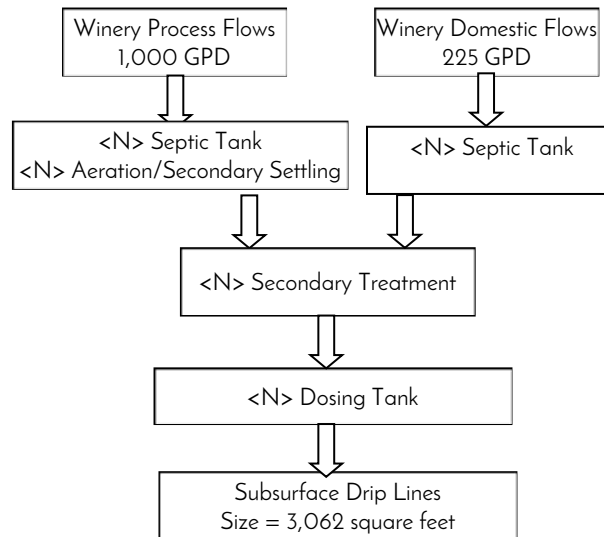 Winery Process Flows
1,000 GPD
Winery Domestic Flows
225 GPD
<N> Septic Tank
<N> Aeration/Secondary Settling
<N> Septic Tank
<N> Secondary Treatment
<N> Dosing Tank
Subsurface Drip Lines
Size = 3,062 square feet